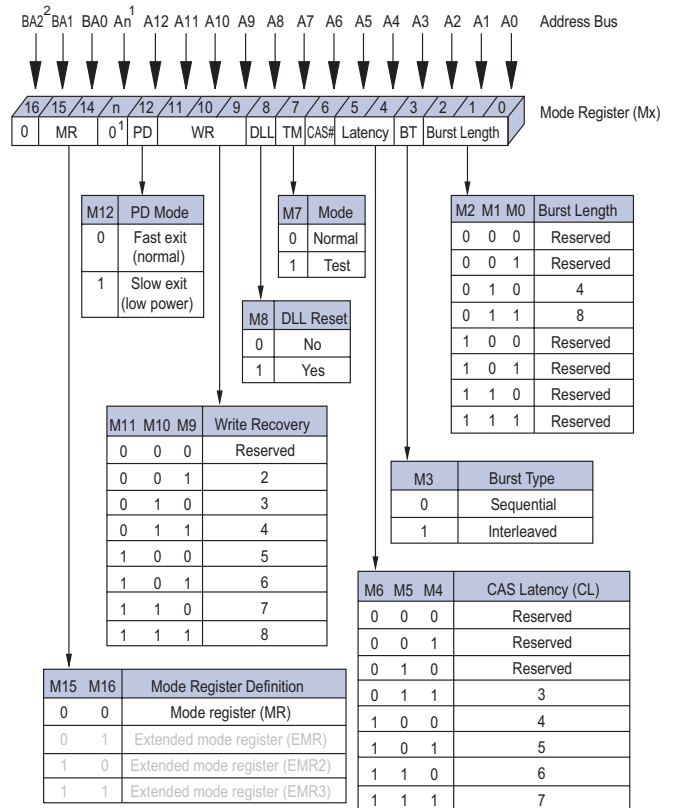 BA2² BA1 BA0 An¹ A12 A11 A10 A9 A8 A7 A6 A5 A4 A3 A2 A1 A0 Address Bus
16 15 14 n 12 11 10 9 8 7 6 5 4 3 2 1 0 Mode Register (Mx)
0 MR 0¹ PD WR DLL TM CAS# Latency BT Burst Length
M12 PD Mode
0 Fast exit
(normal)
1 Slow exit
(low power)
M7 Mode
0 Normal
1 Test
M2 M1 M0 Burst Length
0 0 0 Reserved
0 0 1 Reserved
0 1 0 4
0 1 1 8
1 0 0 Reserved
1 0 1 Reserved
1 1 0 Reserved
1 1 1 Reserved
M8 DLL Reset
0 No
1 Yes
M11 M10 M9 Write Recovery
0 0 0 Reserved
0 0 1 2
0 1 0 3
0 1 1 4
1 0 0 5
1 0 1 6
1 1 0 7
1 1 1 8
M3 Burst Type
0 Sequential
1 Interleaved
M6 M5 M4 CAS Latency (CL)
0 0 0 Reserved
0 0 1 Reserved
0 1 0 Reserved
0 1 1 3
1 0 0 4
1 0 1 5
1 1 0 6
1 1 1 7
M15 M16 Mode Register Definition
0 0 Mode register (MR)
0 1 Extended mode register (EMR)
1 0 Extended mode register (EMR2)
1 1 Extended mode register (EMR3)